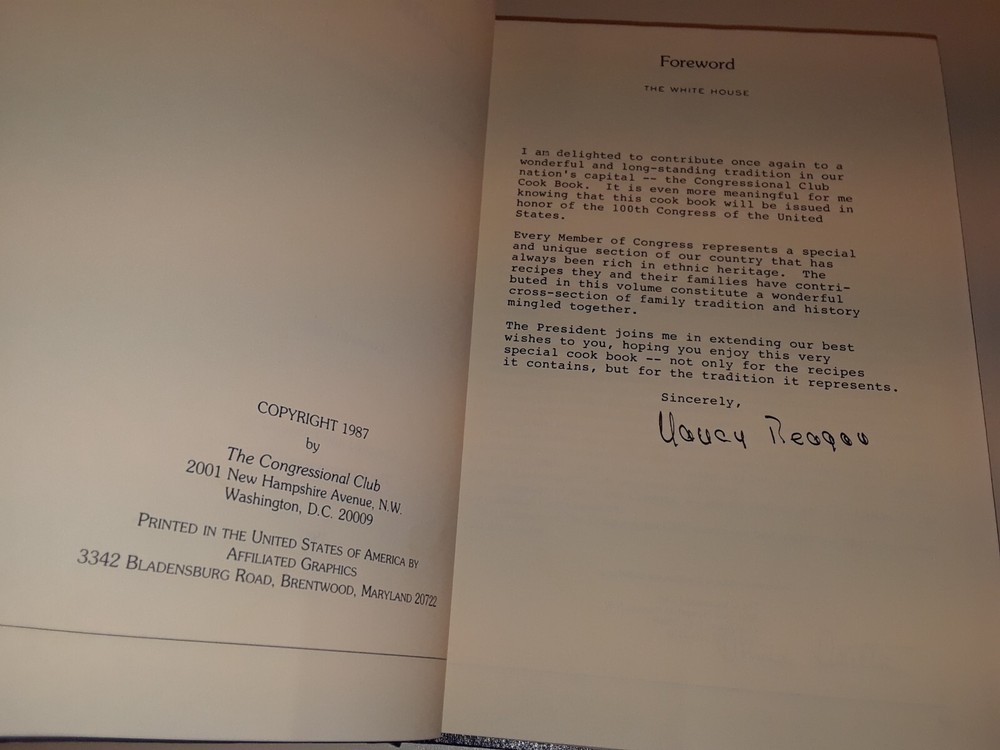 COPYRIGHT 1987
by
The Congressional Club
2001 New Hampshire Avenue, N.W.
Washington, D.C. 20009
PRINTED IN THE UNITED STATES OF AMERICA BY
AFFILIATED GRAPHICS
3342 BLADENSBURG ROAD, BRENTWOOD, MARYLAND 20722
Foreword
THE WHITE HOUSE
I am delighted to contribute once again to a
wonderful and long-standing tradition in our
nation's capital -- the Congressional Club
Cook Book. It is even more meaningful for me
knowing that this cook book will be issued in
honor of the 100th Congress of the United
States.
Every Member of Congress represents a special
and unique section of our country that has
always been rich in ethnic heritage. The
recipes they and their families have contri-
buted in this volume constitute a wonderful
cross-section of family tradition and history
mingled together.
The President joins me in extending our best
wishes to you, hoping you enjoy this very
special cook book -- not only for the recipes
it contains, but for the tradition it represents.
Sincerely,
Nancy Reagan